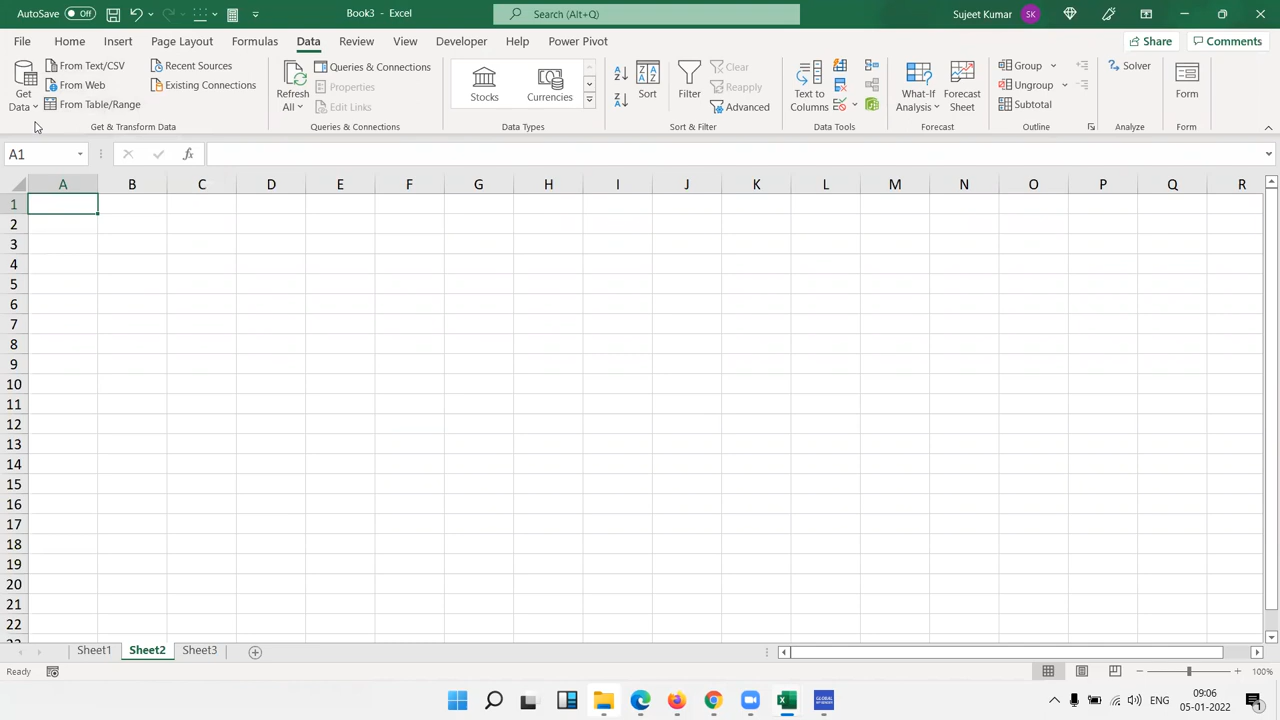 AutoSave Off Book3 - Excel Search (Alt+Q) Sujeet Kumar SK
File Home Insert Page Layout Formulas Data Review View Developer Help Power Pivot Share Comments
Get Data
From Text/CSV
From Web
From Table/Range
Recent Sources
Existing Connections
Get & Transform Data
Refresh All
Queries & Connections
Properties
Edit Links
Queries & Connections
Stocks Currencies
Data Types
Sort
Filter
Clear
Reapply
Advanced
Sort & Filter
Text to Columns
Data Tools
What-If Analysis
Forecast Sheet
Forecast
Group
Ungroup
Subtotal
Outline
Solver
Analyze
Form
Form
A1 fx
A B C D E F G H I J K L M N O P Q R
1
2
3
4
5
6
7
8
9
10
11
12
13
14
15
16
17
18
19
20
21
22
Sheet1 Sheet2 Sheet3
Ready 100%
ENG 09:06
05-01-2022